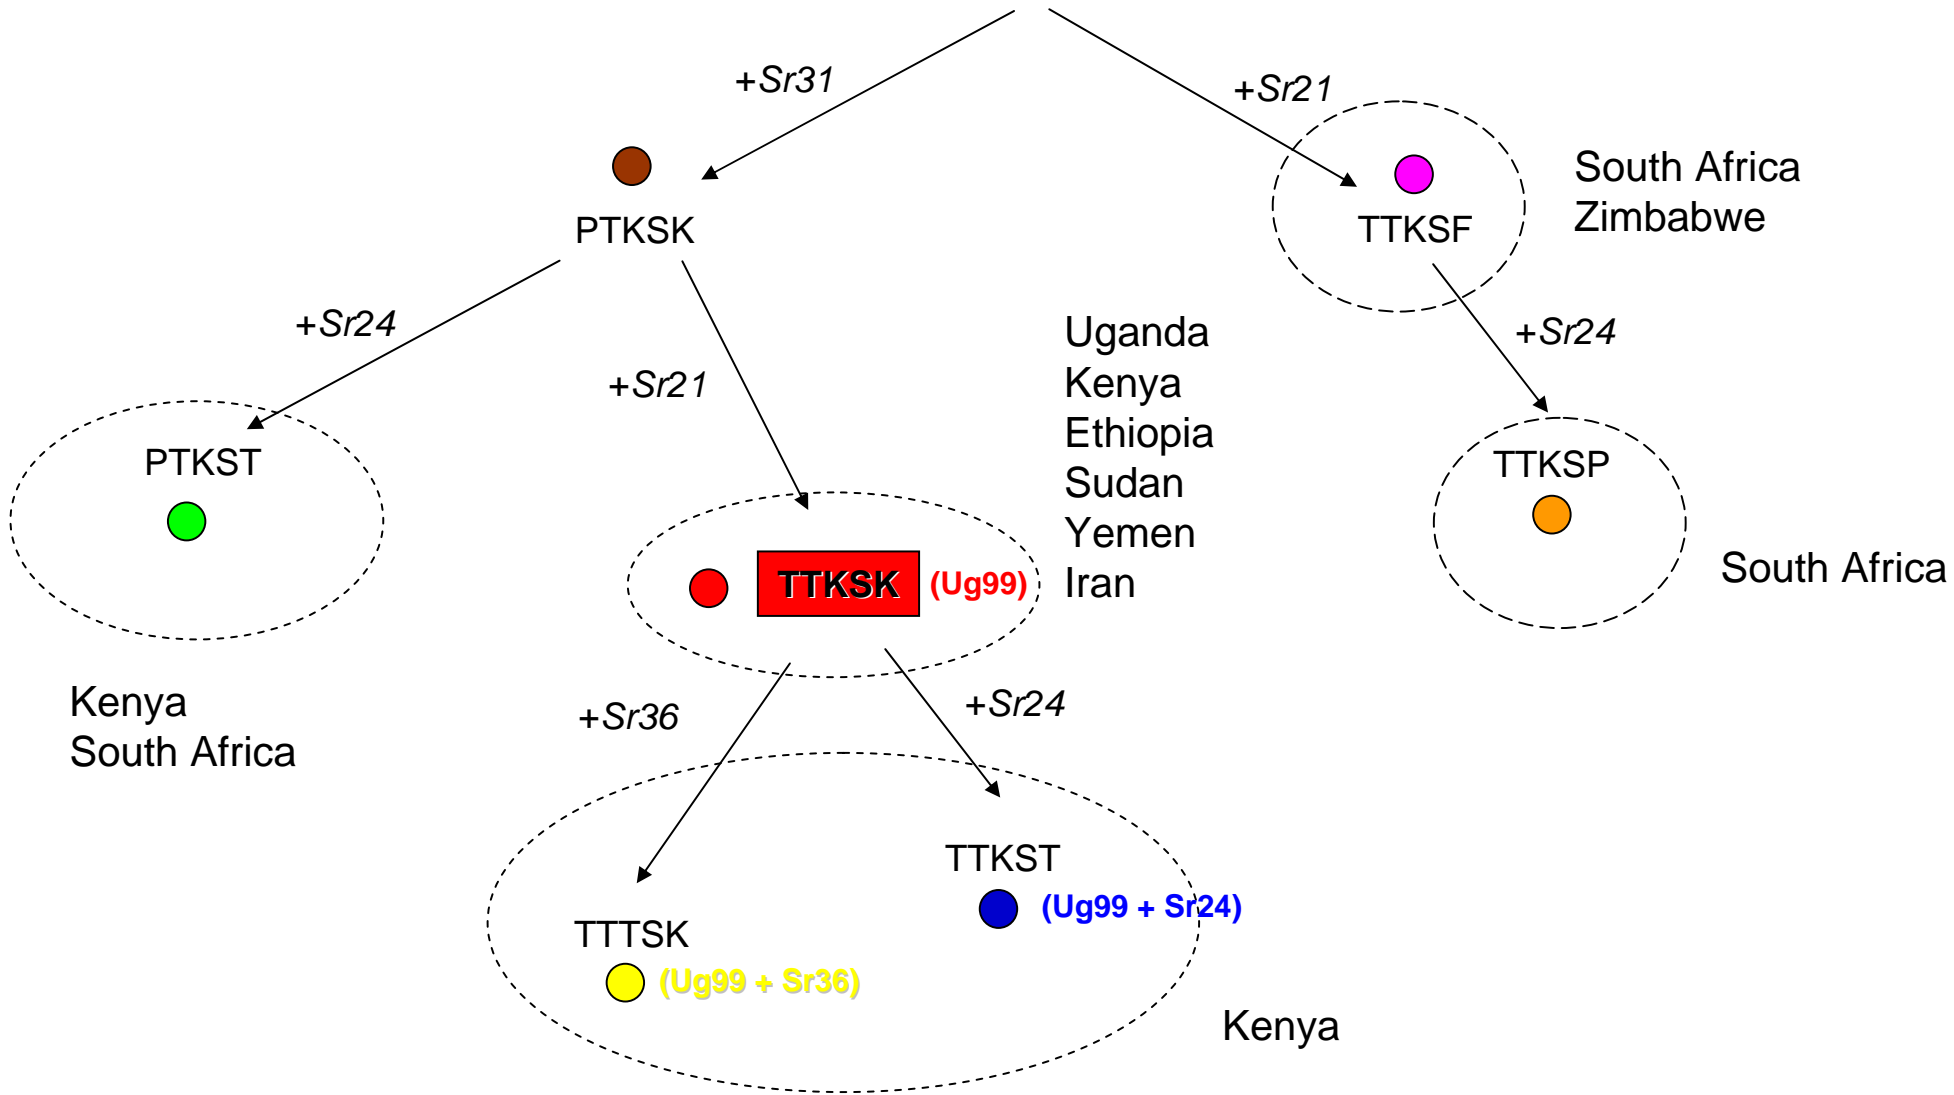 +Sr31
+Sr21
South Africa
Zimbabwe
PTKSK
TTKSF
+Sr24
+Sr21
Uganda
Kenya
Ethiopia
Sudan
Yemen
Iran
+Sr24
PTKST
TTKSP
South Africa
TTKSK (Ug99)
Kenya
South Africa
+Sr36
+Sr24
TTKST
(Ug99 + Sr24)
TTTSK
(Ug99 + Sr36)
Kenya